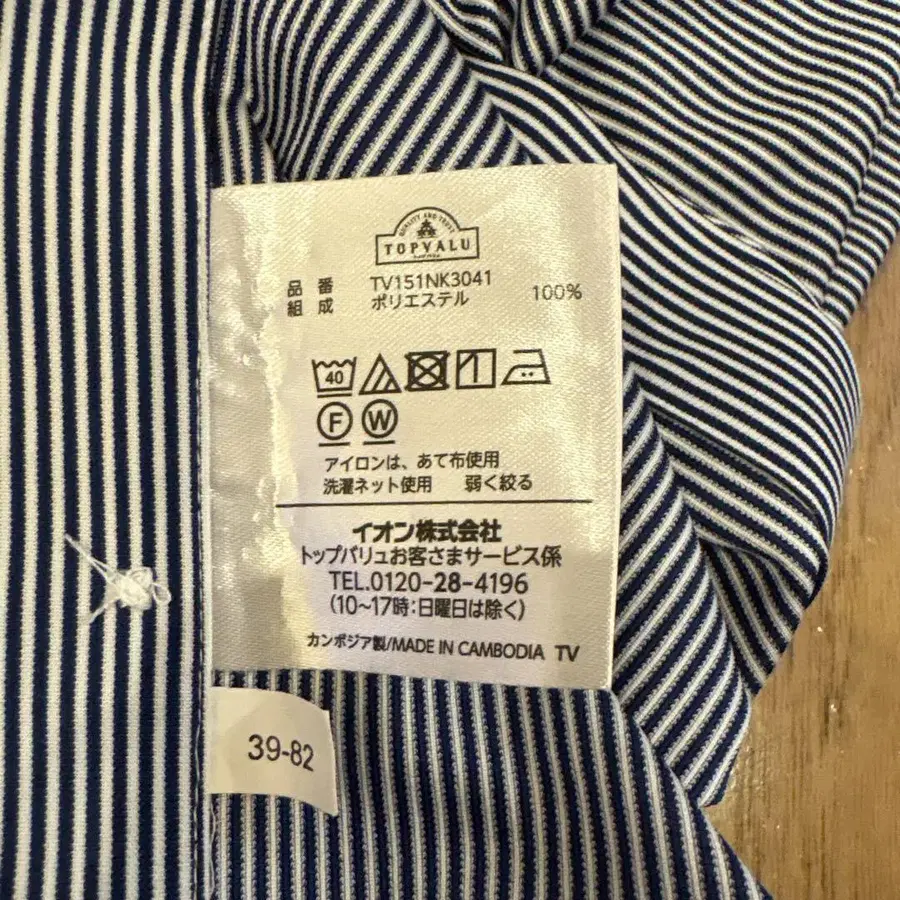 QUALITY AND TRUST
TOPVALU
品番 TV151NK3041
組成 ポリエステル 100%
40
F W
アイロンは、あて布使用
洗濯ネット使用 弱く絞る
イオン株式会社
トップバリュお客さまサービス係
TEL.0120-28-4196
(10~17時:日曜日は除く)
カンボジア製/MADE IN CAMBODIA TV
39-82